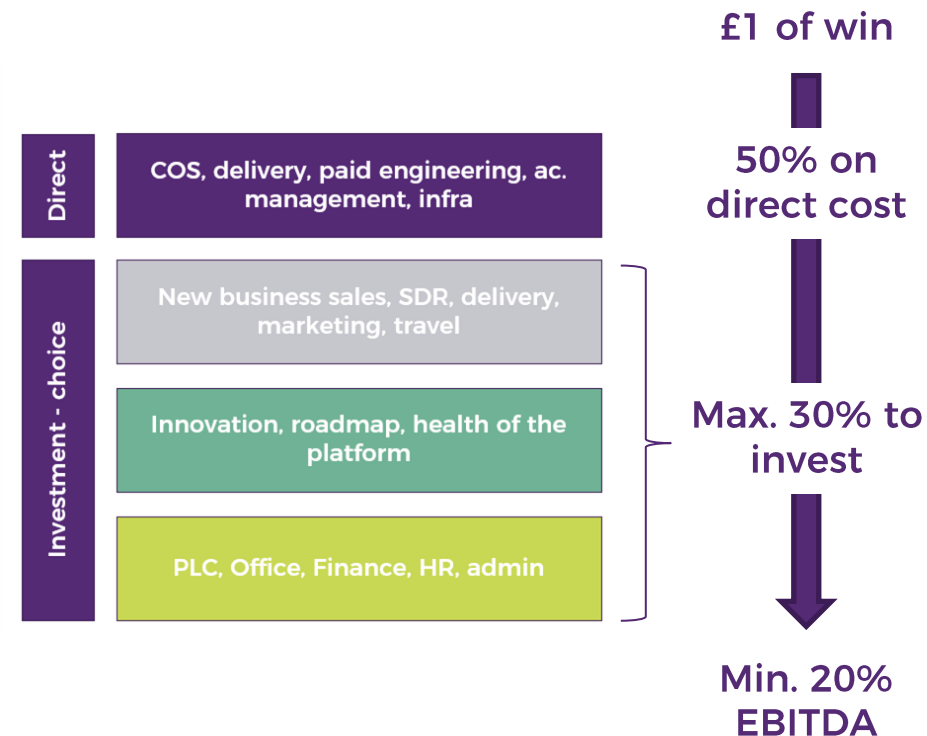 £1 of win
Direct
COS, delivery, paid engineering, ac.
management, infra
50% on
direct cost
Investment - choice
New business sales, SDR, delivery,
marketing, travel
Innovation, roadmap, health of the
platform
PLC, Office, Finance, HR, admin
Max. 30% to
invest
Min. 20%
EBITDA